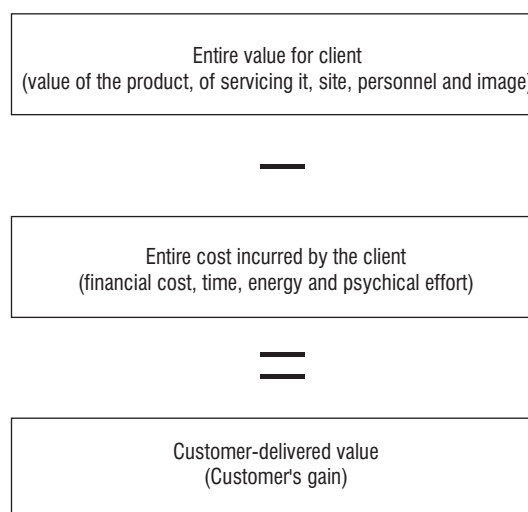 Entire value for client
(value of the product, of servicing it, site, personnel and image)
—
Entire cost incurred by the client
(financial cost, time, energy and psychical effort)
=
Customer-delivered value
(Customer's gain)